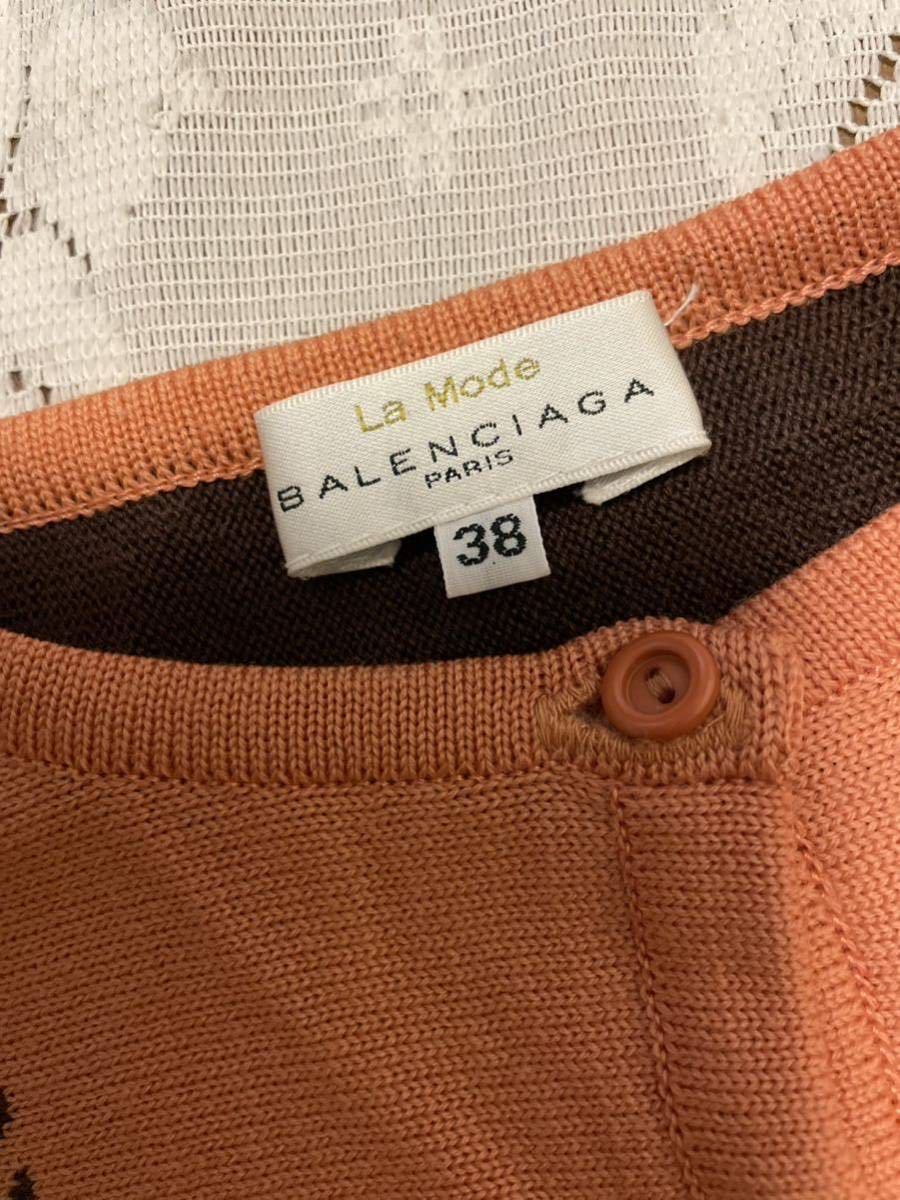 La Mode
BALENCIAGA
PARIS
38